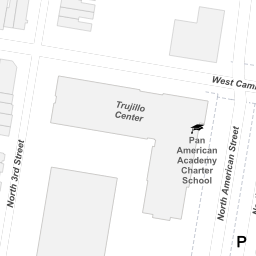 West Cam
Trujillo
Center
Pan
American
Academy
Charter
School
North 3rd Street
North American Street
P